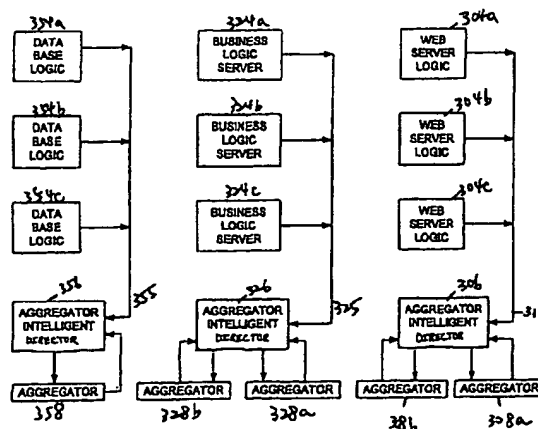 354a
DATA
BASE
LOGIC
354b
DATA
BASE
LOGIC
354c
DATA
BASE
LOGIC
356
355
AGGREGATOR
INTELLIGENT
DIRECTOR
AGGREGATOR
358
324a
BUSINESS
LOGIC
SERVER
324b
BUSINESS
LOGIC
SERVER
324c
BUSINESS
LOGIC
SERVER
326
325
AGGREGATOR
INTELLIGENT
DIRECTOR
AGGREGATOR
AGGREGATOR
328b
328a
304a
WEB
SERVER
LOGIC
304b
WEB
SERVER
LOGIC
304c
WEB
SERVER
LOGIC
306
AGGREGATOR
INTELLIGENT
DIRECTOR
AGGREGATOR
AGGREGATOR
38b
308a